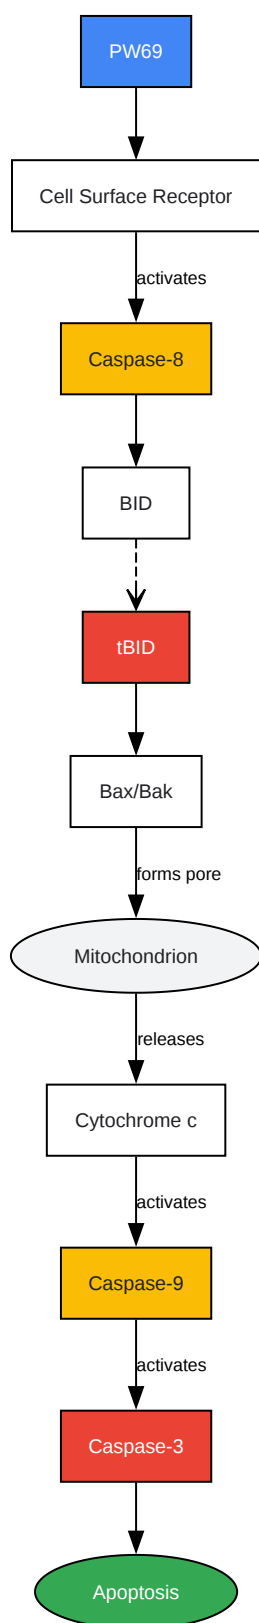 PW69
Cell Surface Receptor
activates
Caspase-8
BID
tBID
Bax/Bak
forms pore
Mitochondrion
releases
Cytochrome c
activates
Caspase-9
activates
Caspase-3
Apoptosis